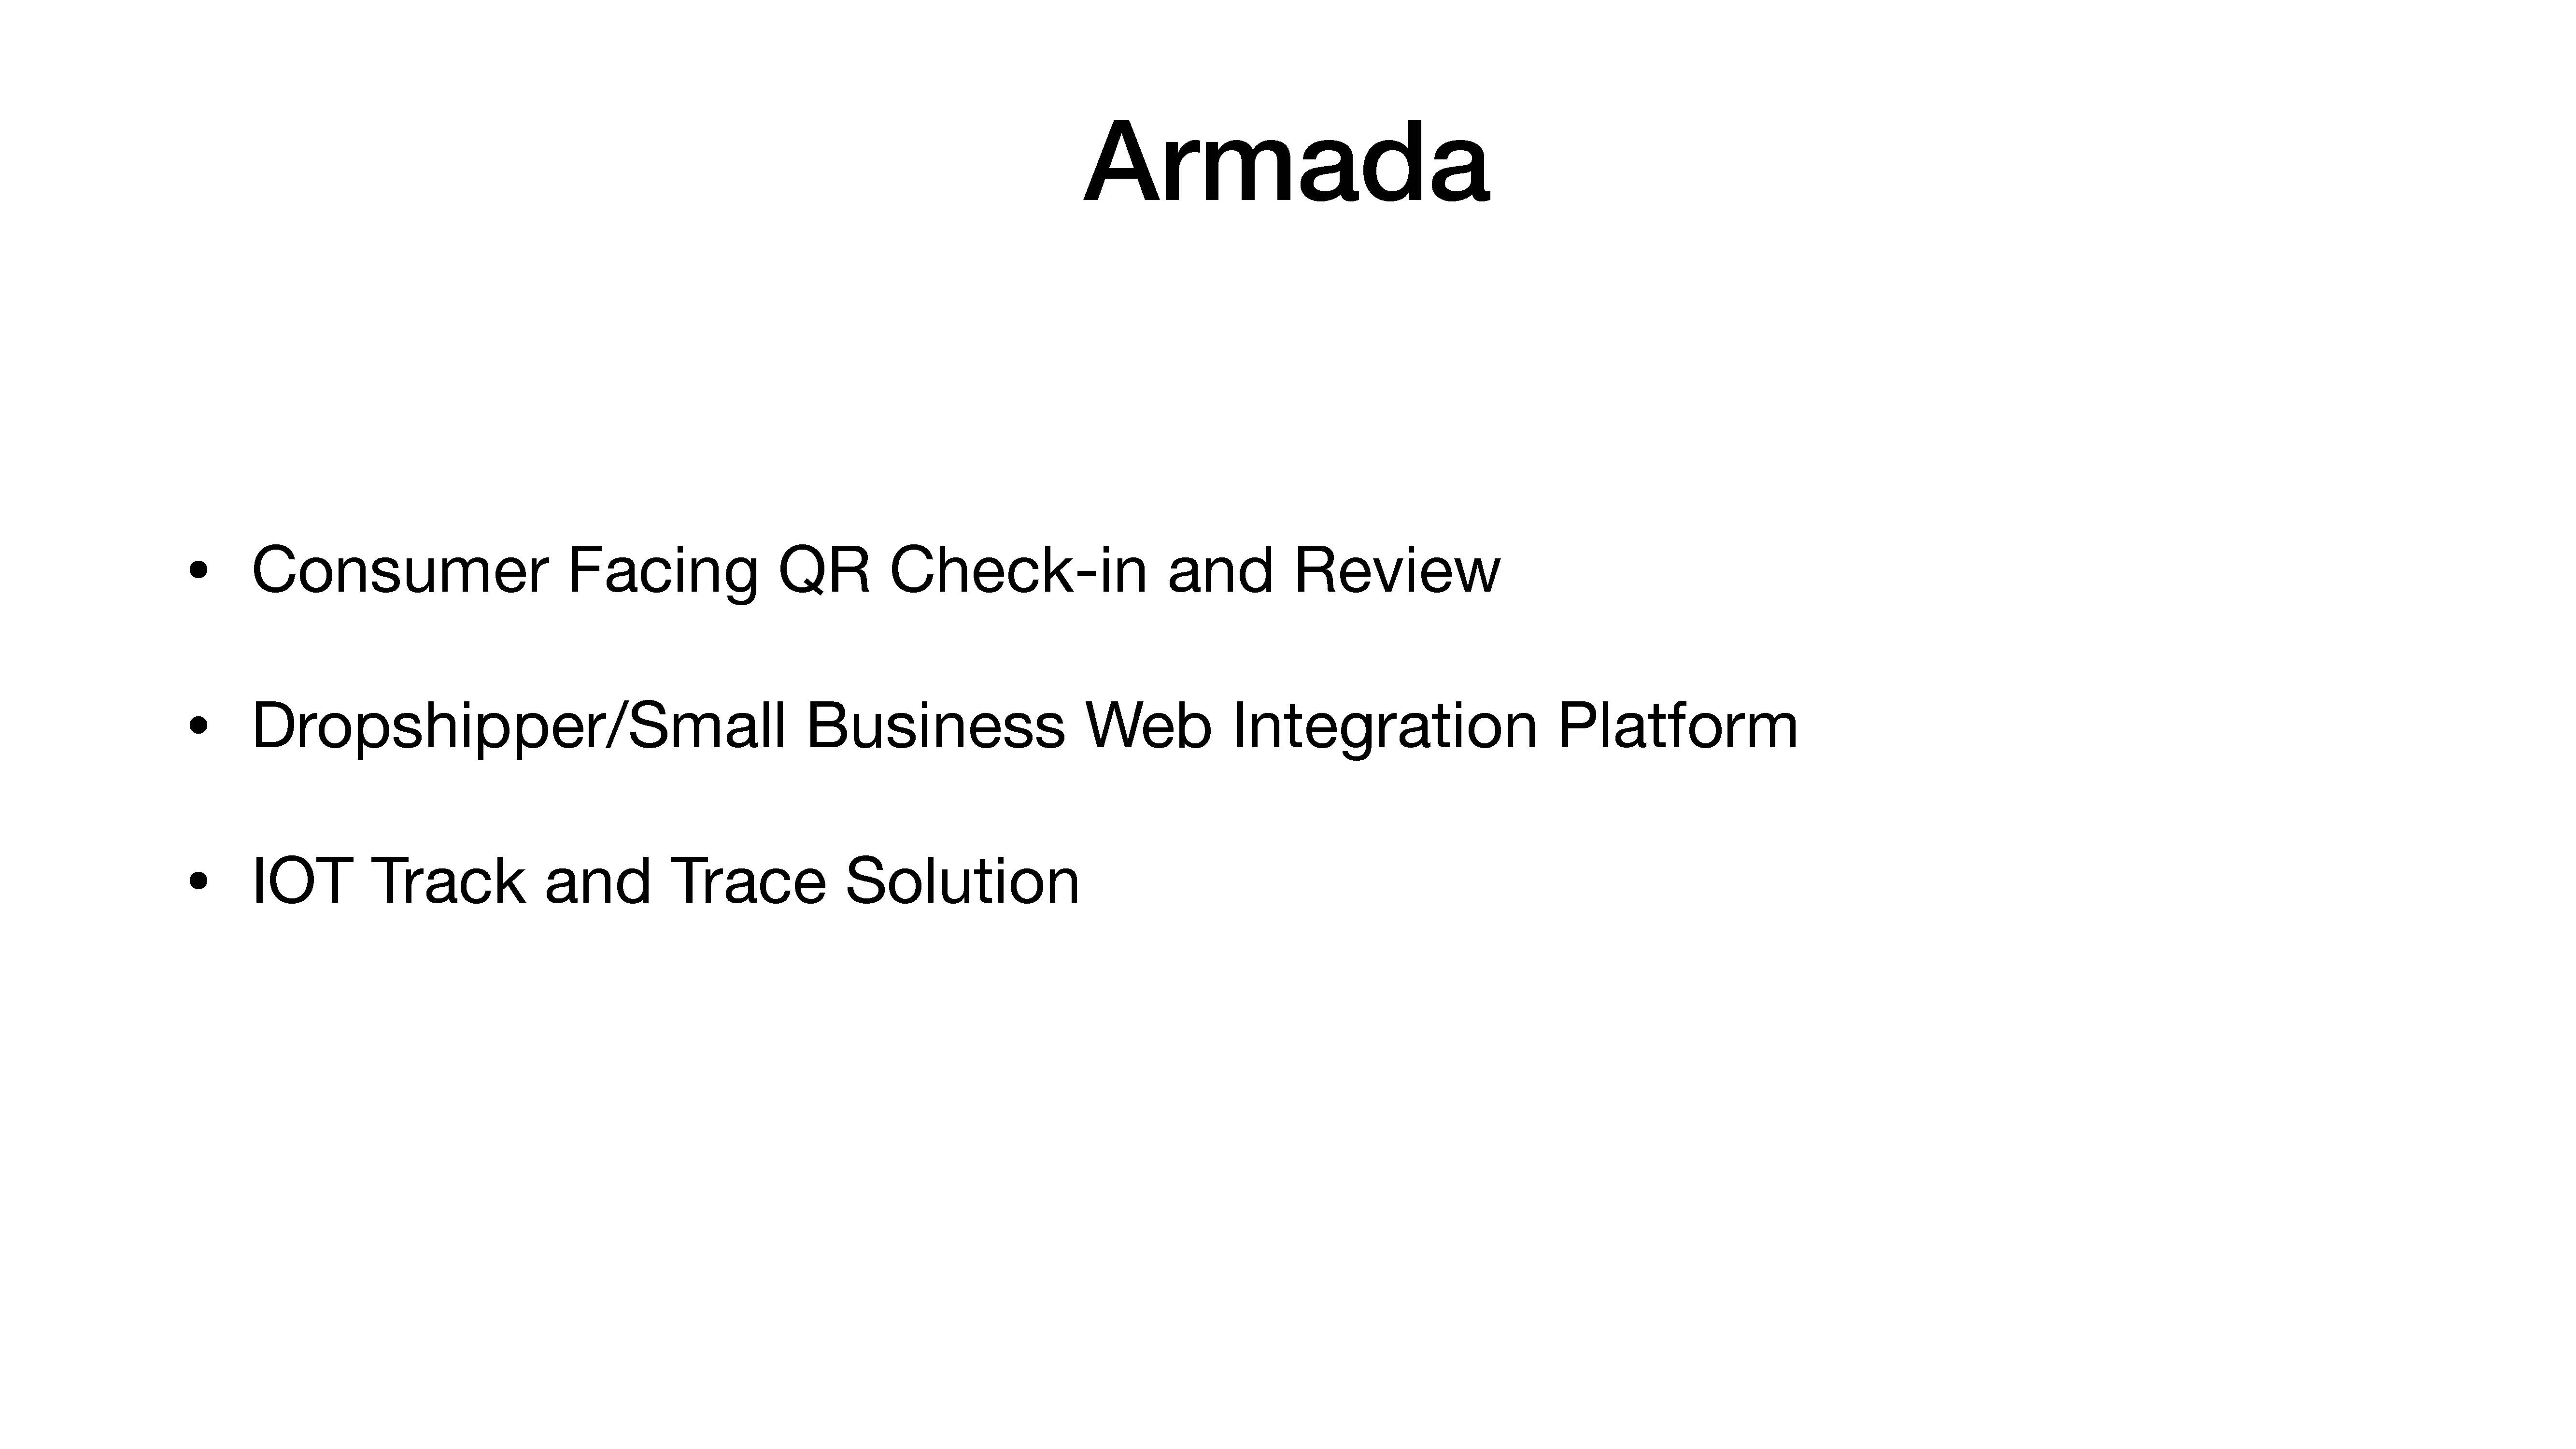 Armada
• Consumer Facing QR Check-in and Review
• Dropshipper/Small Business Web Integration Platform
• IOT Track and Trace Solution